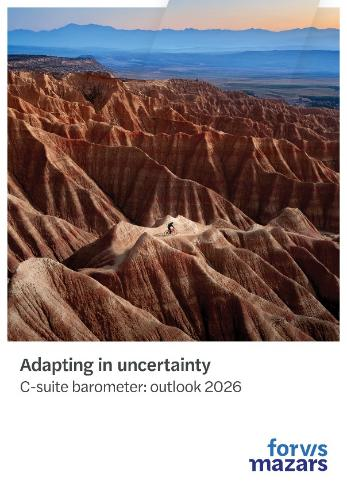 Adapting in uncertainty
C-suite barometer: outlook 2026
forvis
mazars